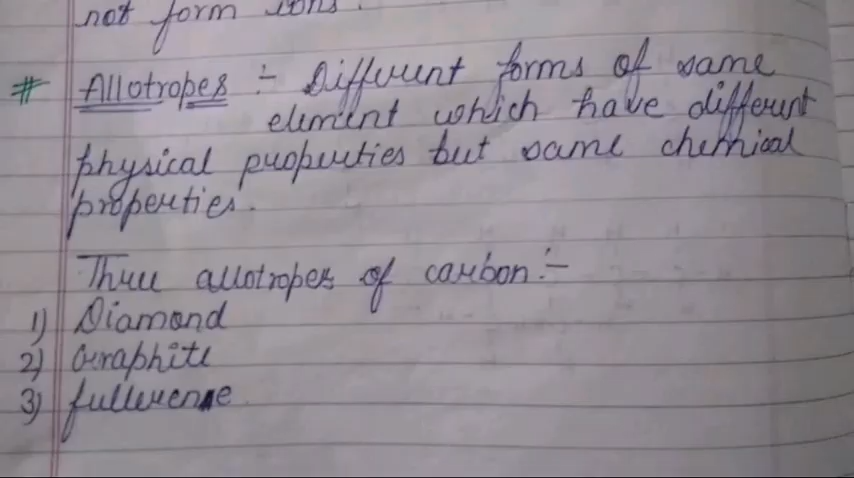 not form ions.
# Allotropes :- Different forms of same
element which have different
physical properties but same chemical
properties.
Three allotropes of carbon :-
1) Diamond
2) Graphite
3) fullerene